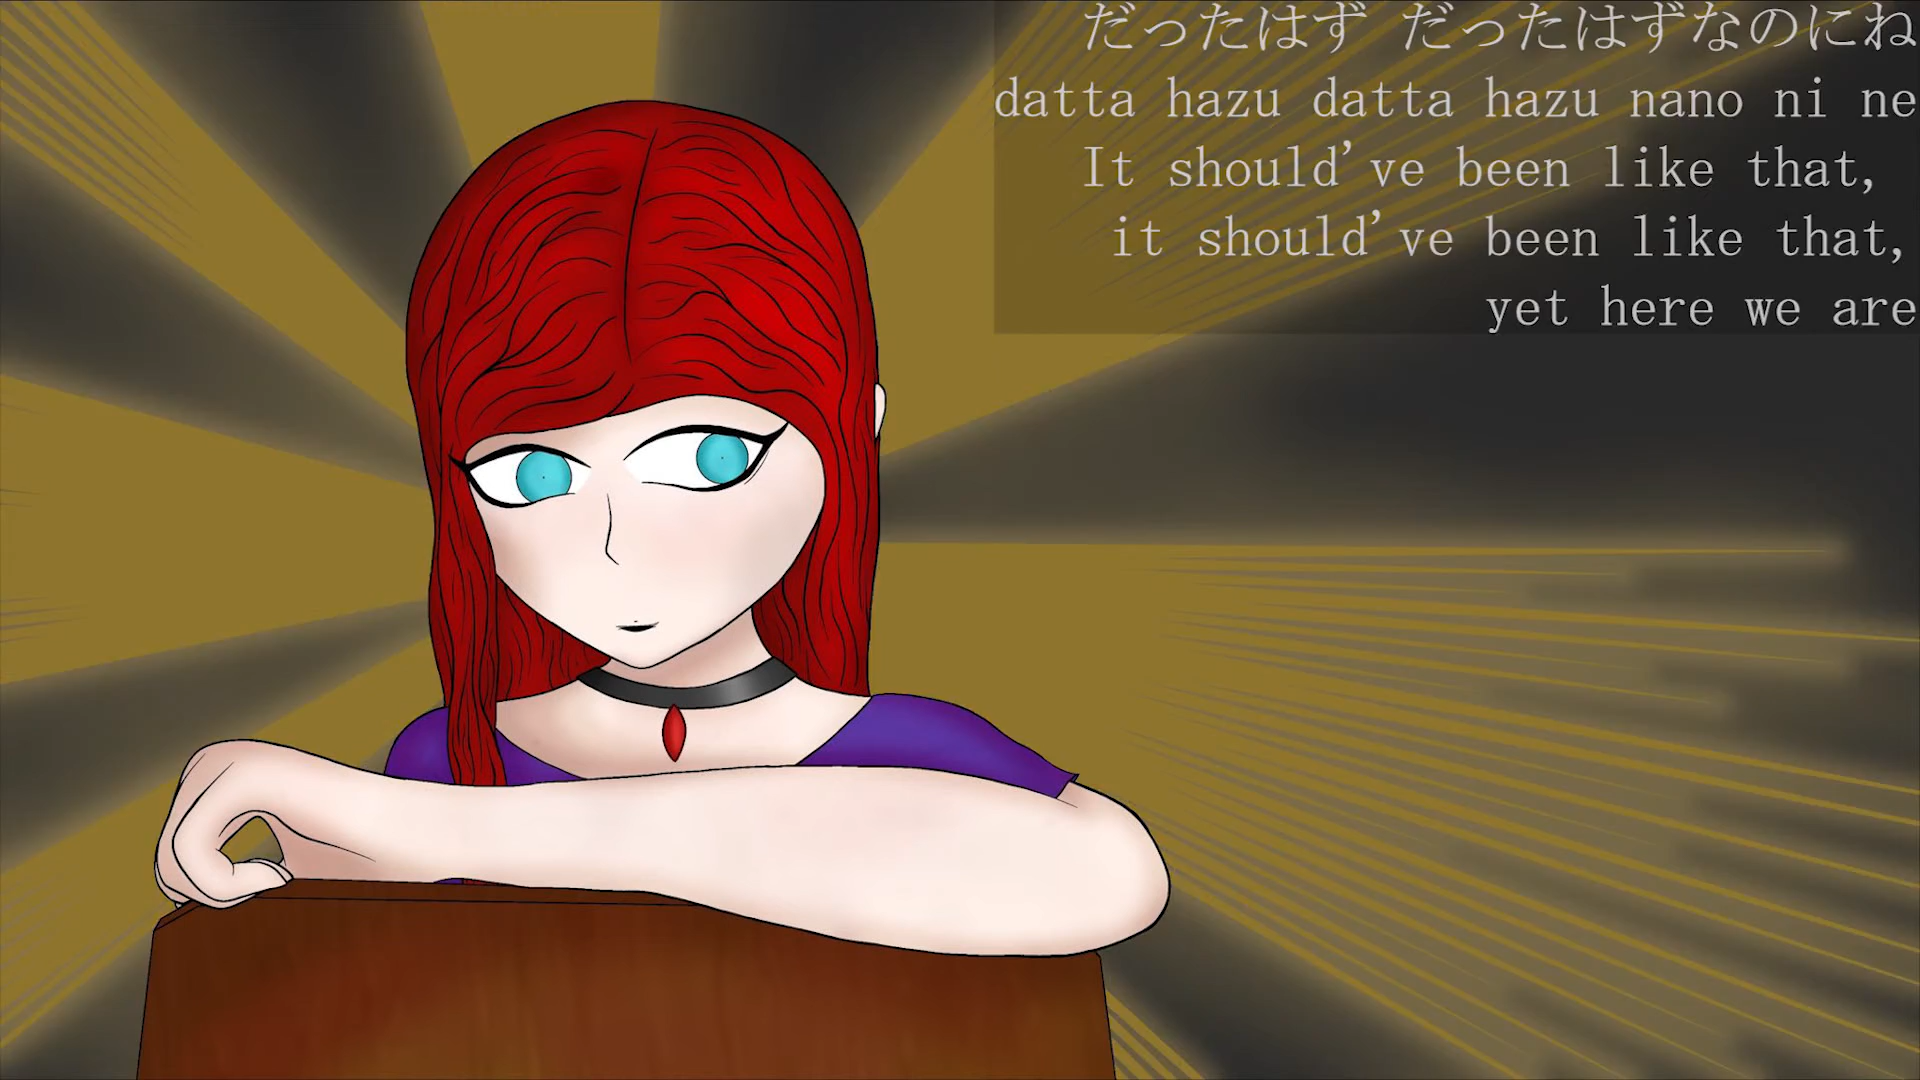 だったはず だったはずなのにね
datta hazu datta hazu nano ni ne
It should've been like that,
it should've been like that,
yet here we are